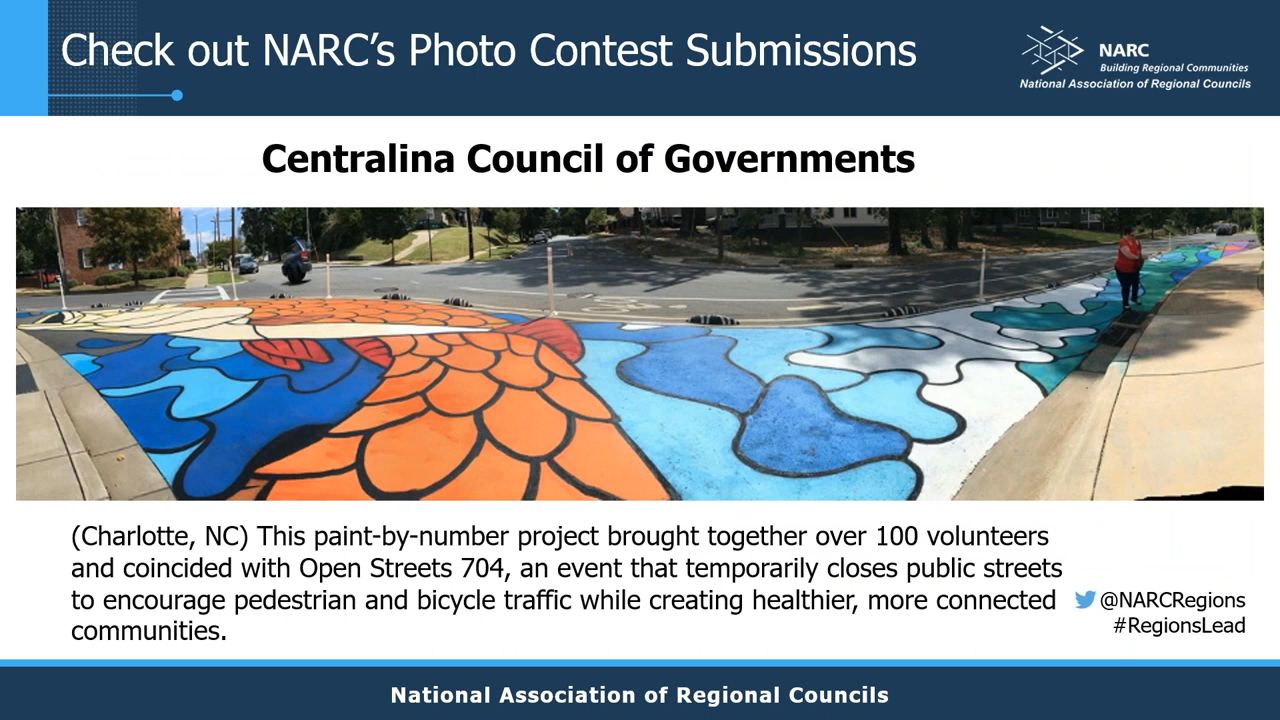 Check out NARC’s Photo Contest Submissions
NARC
Building Regional Communities
National Association of Regional Councils
Centralina Council of Governments
(Charlotte, NC) This paint-by-number project brought together over 100 volunteers
and coincided with Open Streets 704, an event that temporarily closes public streets
to encourage pedestrian and bicycle traffic while creating healthier, more connected
communities.
@NARCRegions
#RegionsLead
National Association of Regional Councils